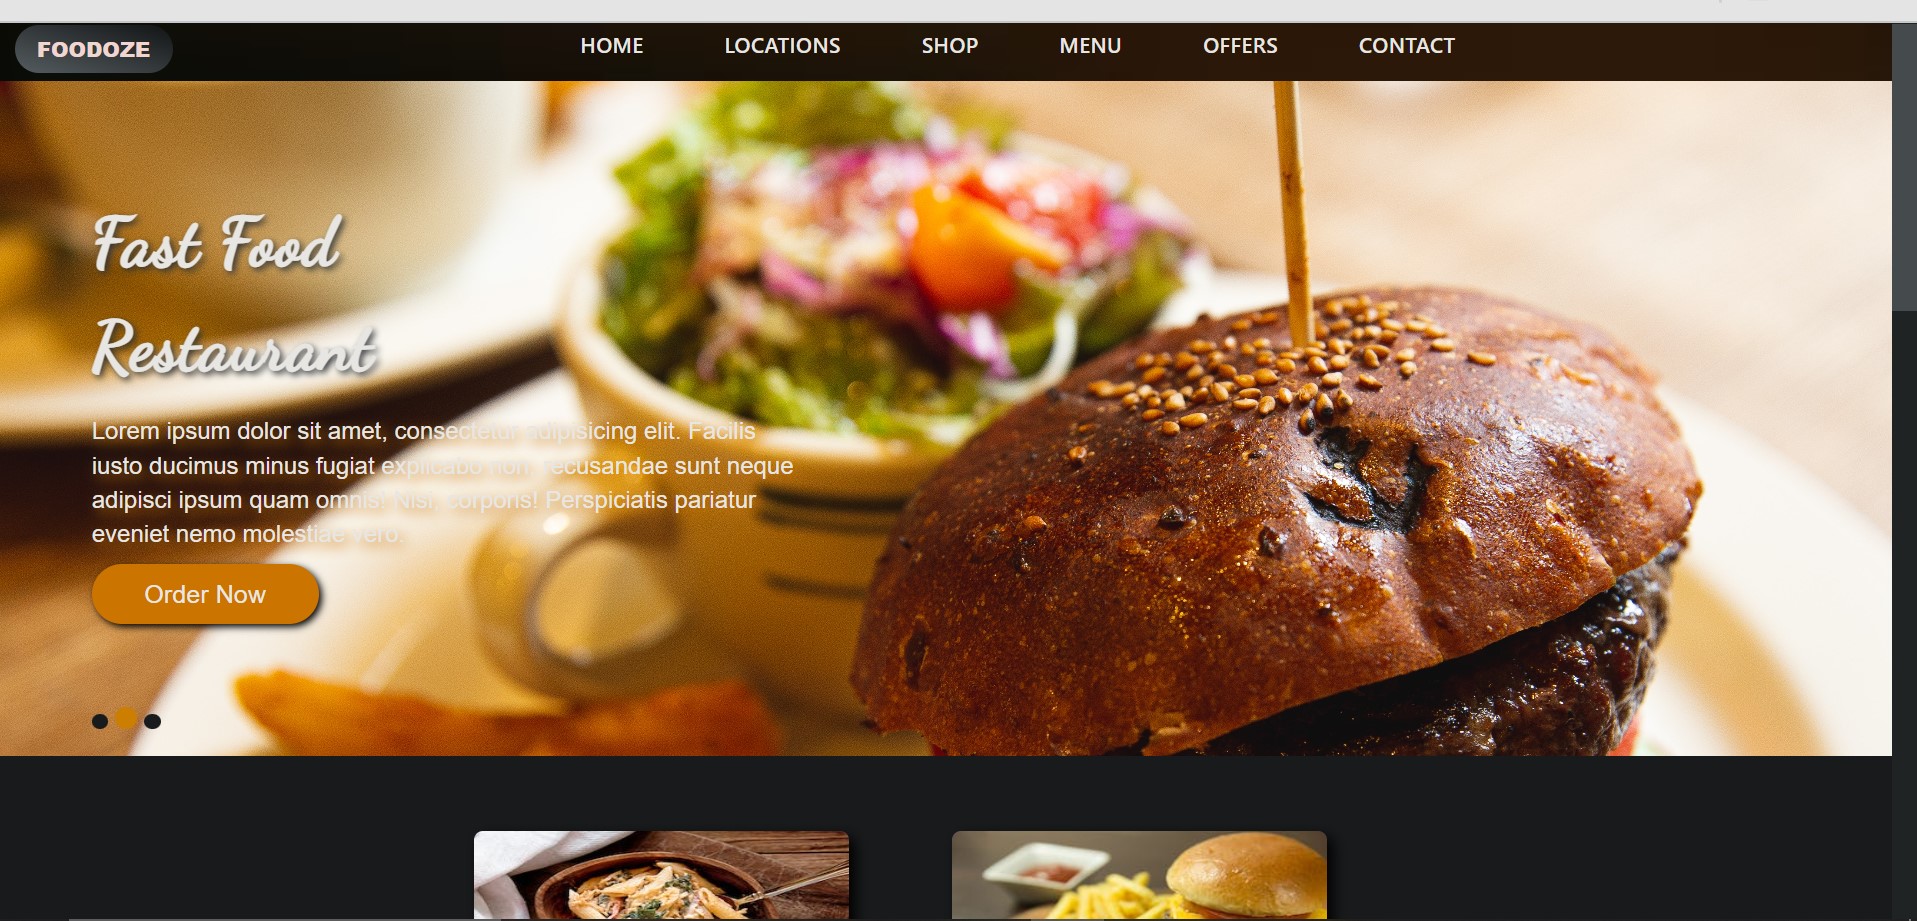 FOODOZE
HOME LOCATIONS SHOP MENU OFFERS CONTACT
Fast Food
Restaurant
Lorem ipsum dolor sit amet, consectetur adipisicing elit. Facilis
iusto ducimus minus fugiat explicabo non, recusandae sunt neque
adipisci ipsum quam omnis! Nisi, corporis! Perspiciatis pariatur
eveniet nemo molestiae vero.
Order Now